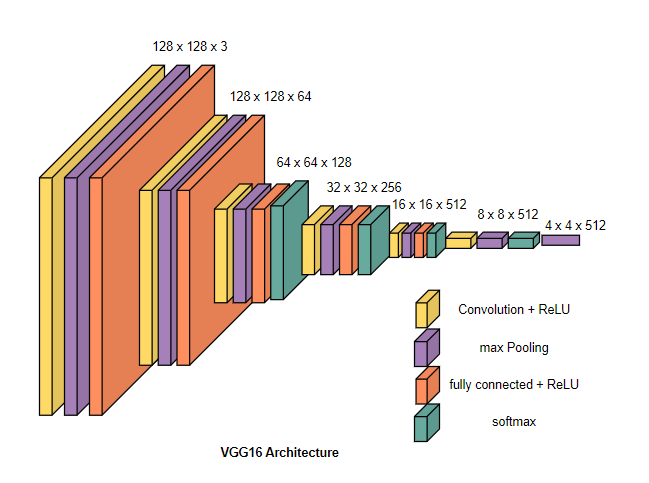 128 x 128 x 3
128 x 128 x 64
64 x 64 x 128
32 x 32 x 256
16 x 16 x 512
8 x 8 x 512
4 x 4 x 512
Convolution + ReLU
max Pooling
fully connected + ReLU
softmax
VGG16 Architecture